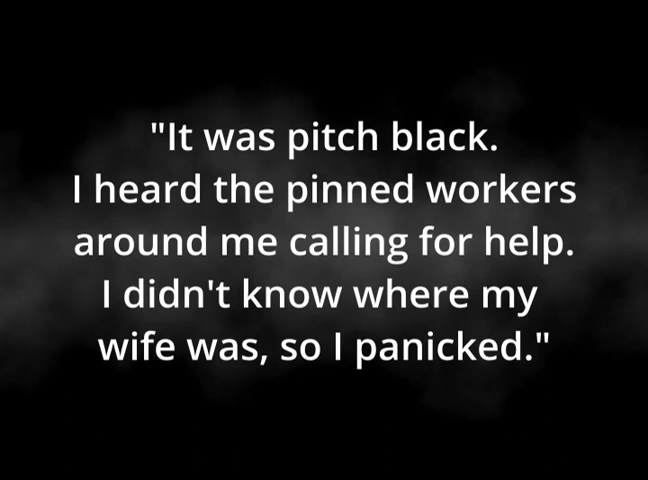 "It was pitch black.
I heard the pinned workers
around me calling for help.
I didn't know where my
wife was, so I panicked."